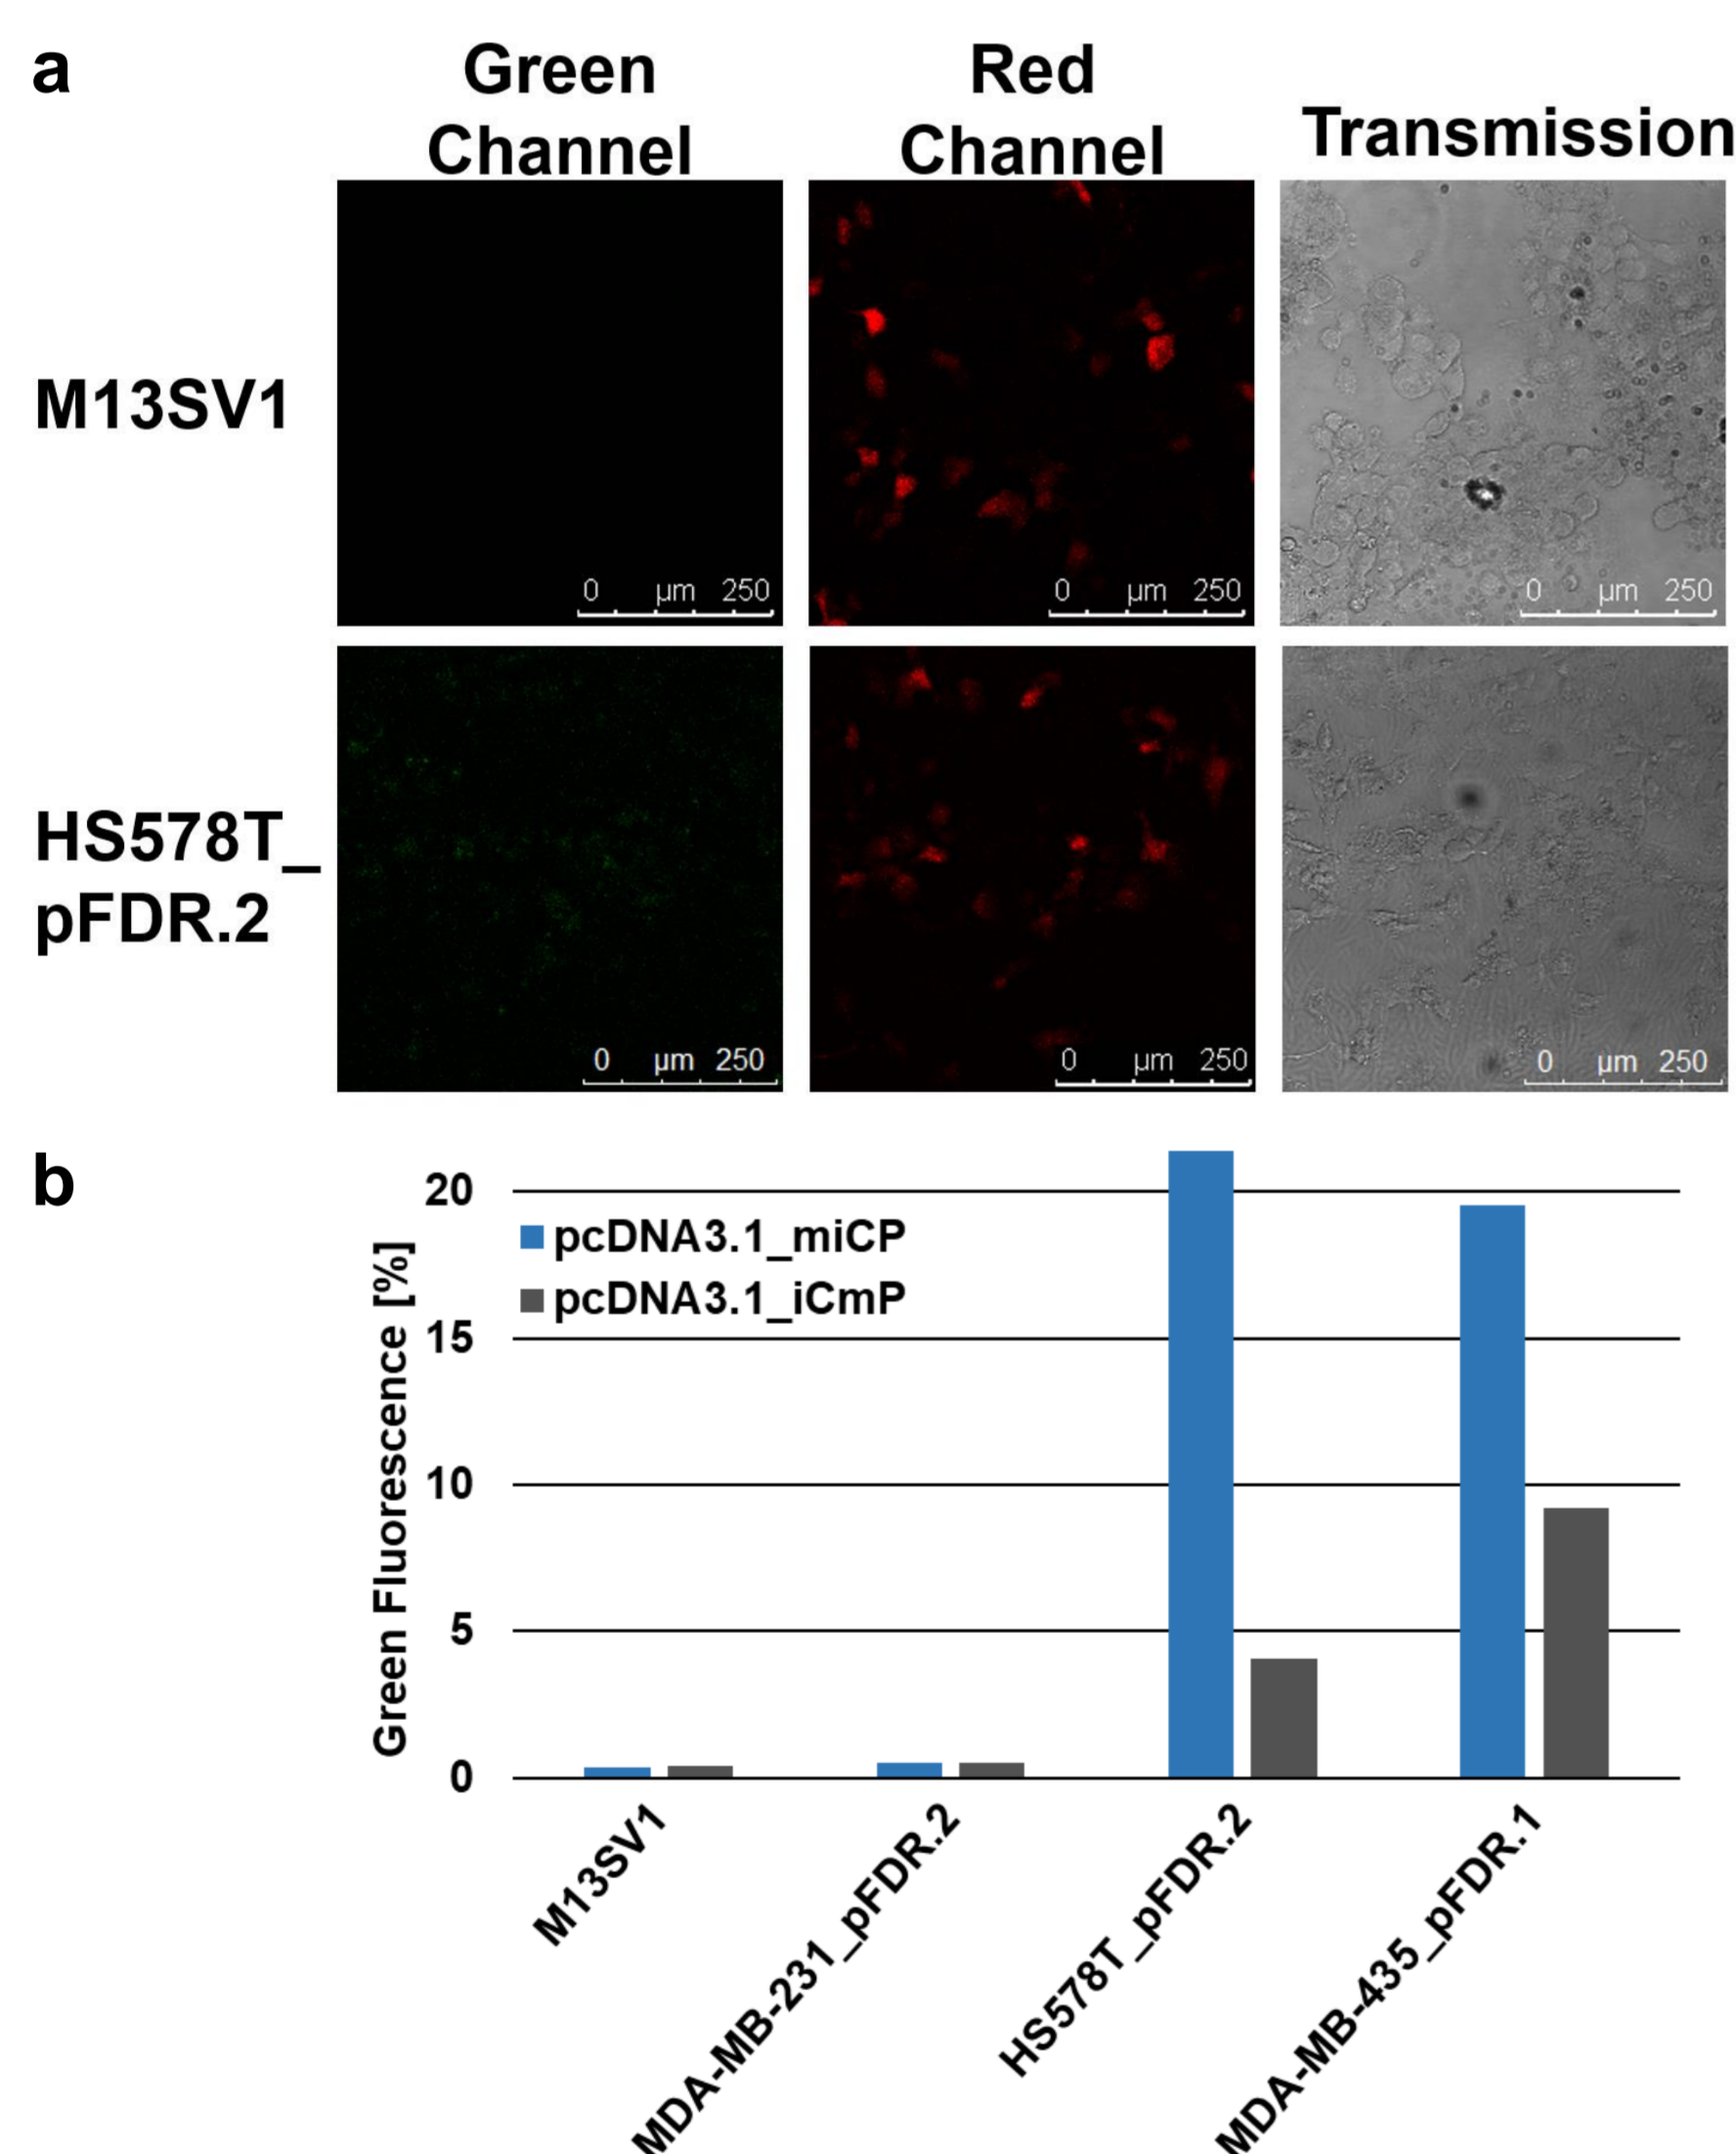 a
Green
Channel
Red
Channel
Transmission
M13SV1
0 µm 250
0 µm 250
0 µm 250
HS578T_
pFDR.2
0 µm 250
0 µm 250
0 µm 250
b
Green Fluorescence [%]
20
15
10
5
0
pcDNA3.1_miCP
pcDNA3.1_iCmP
M13SV1
MDA-MB-231_pFDR.2
HS578T_pFDR.2
MDA-MB-435_pFDR.1